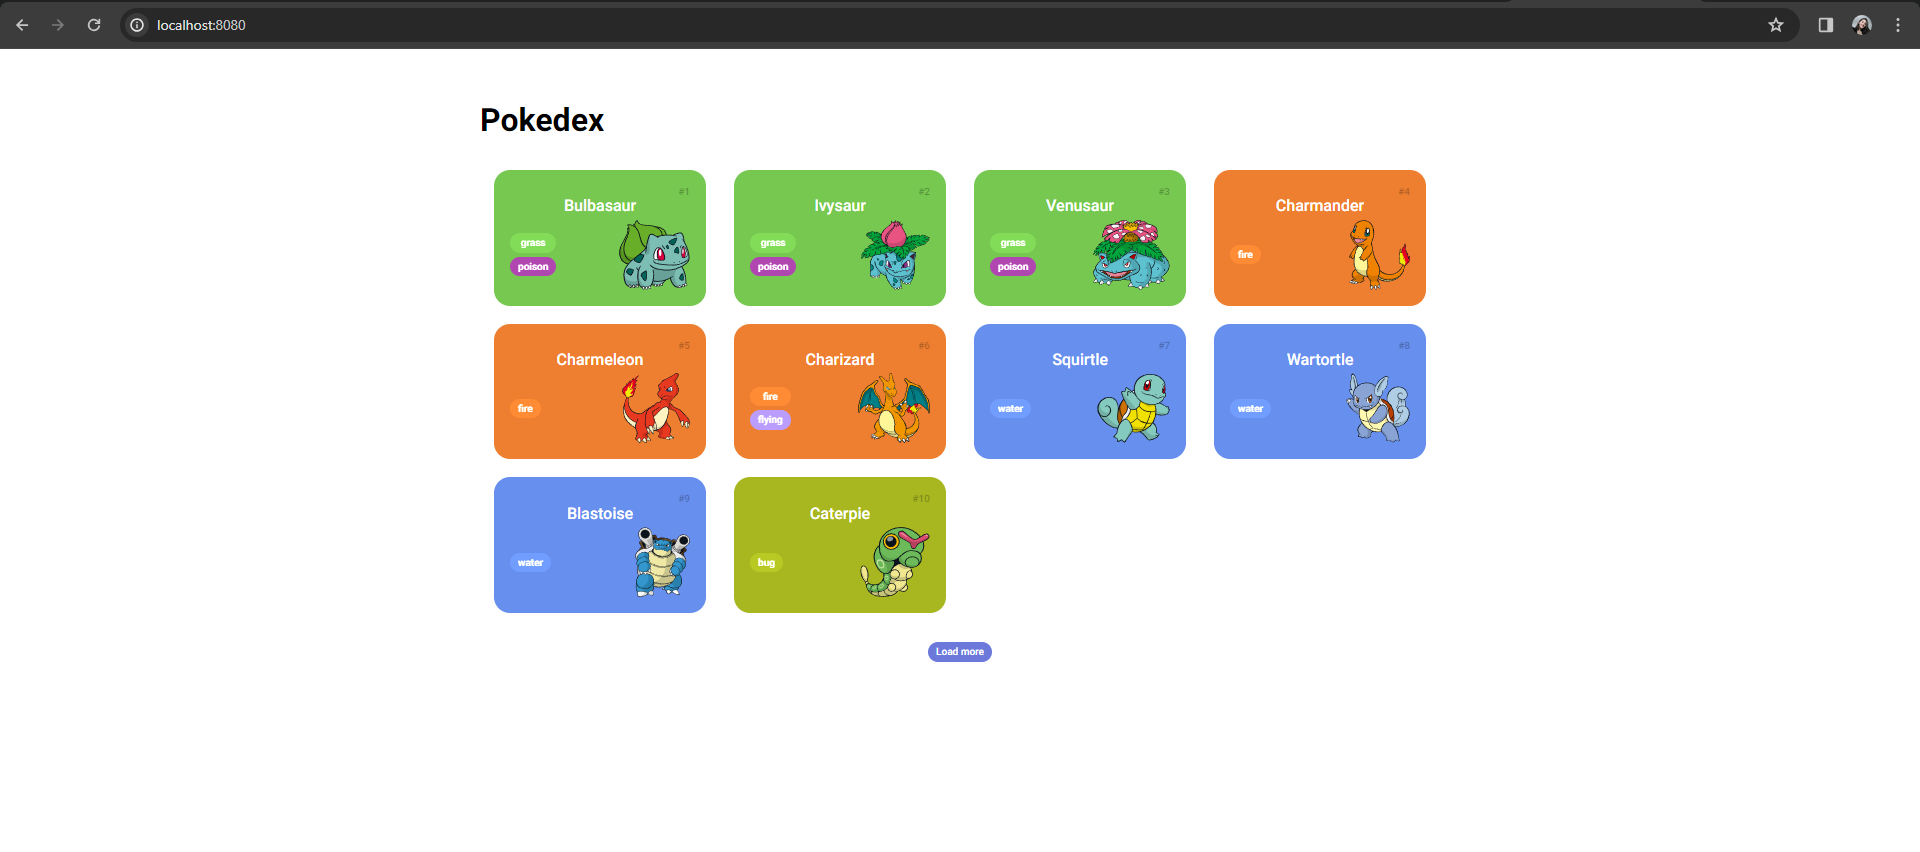 localhost:8080
Pokedex
#1
Bulbasaur
grass
poison
#2
Ivysaur
grass
poison
#3
Venusaur
grass
poison
#4
Charmander
fire
#5
Charmeleon
fire
#6
Charizard
fire
flying
#7
Squirtle
water
#8
Wartortle
water
#9
Blastoise
water
#10
Caterpie
bug
Load more